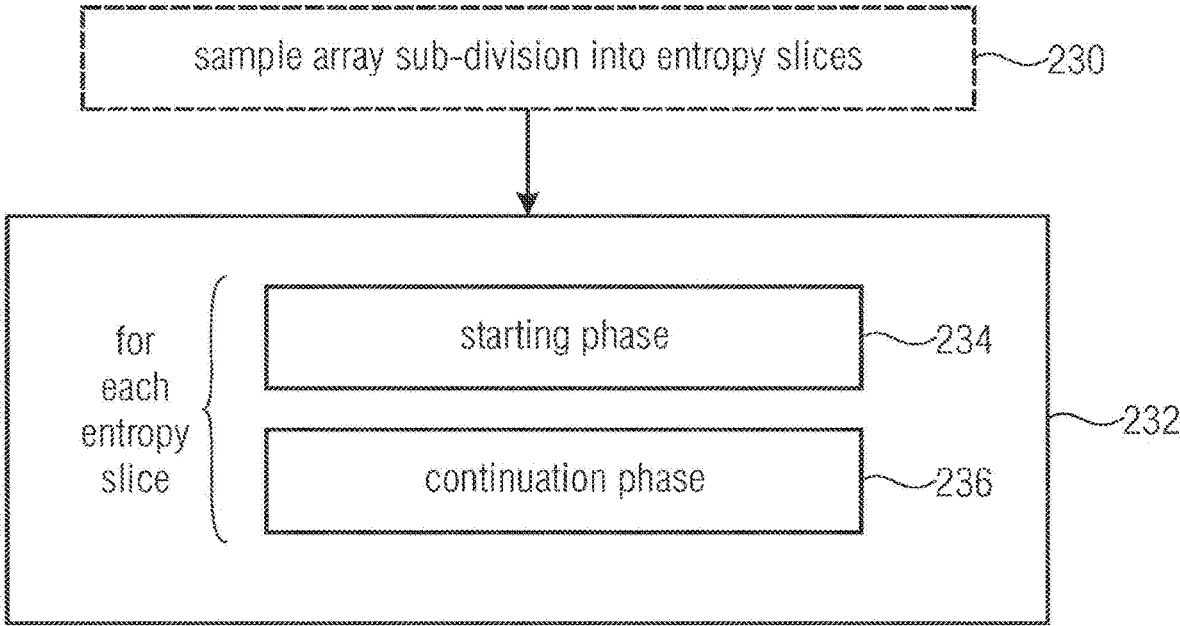 sample array sub-division into entropy slices
230
for
each
entropy
slice
starting phase
234
continuation phase
236
232